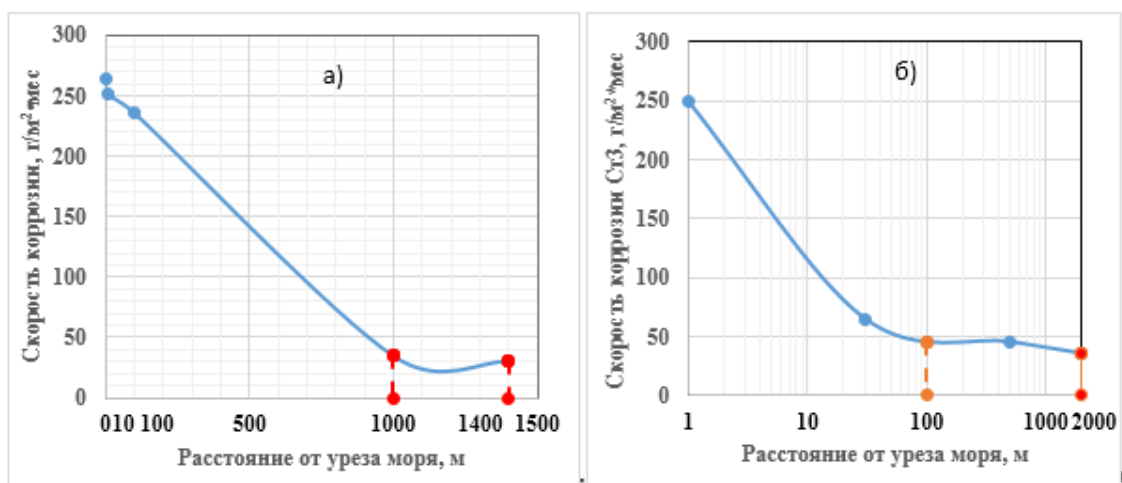 а)
Скорость коррозии, г/м²*мес
300
250
200
150
100
50
0
010 100 500 1000 1400 1500
Расстояние от уреза моря, м
б)
Скорость коррозии Ст3, г/м²*мес
300
250
200
150
100
50
0
1 10 100 1000 2000
Расстояние от уреза моря, м